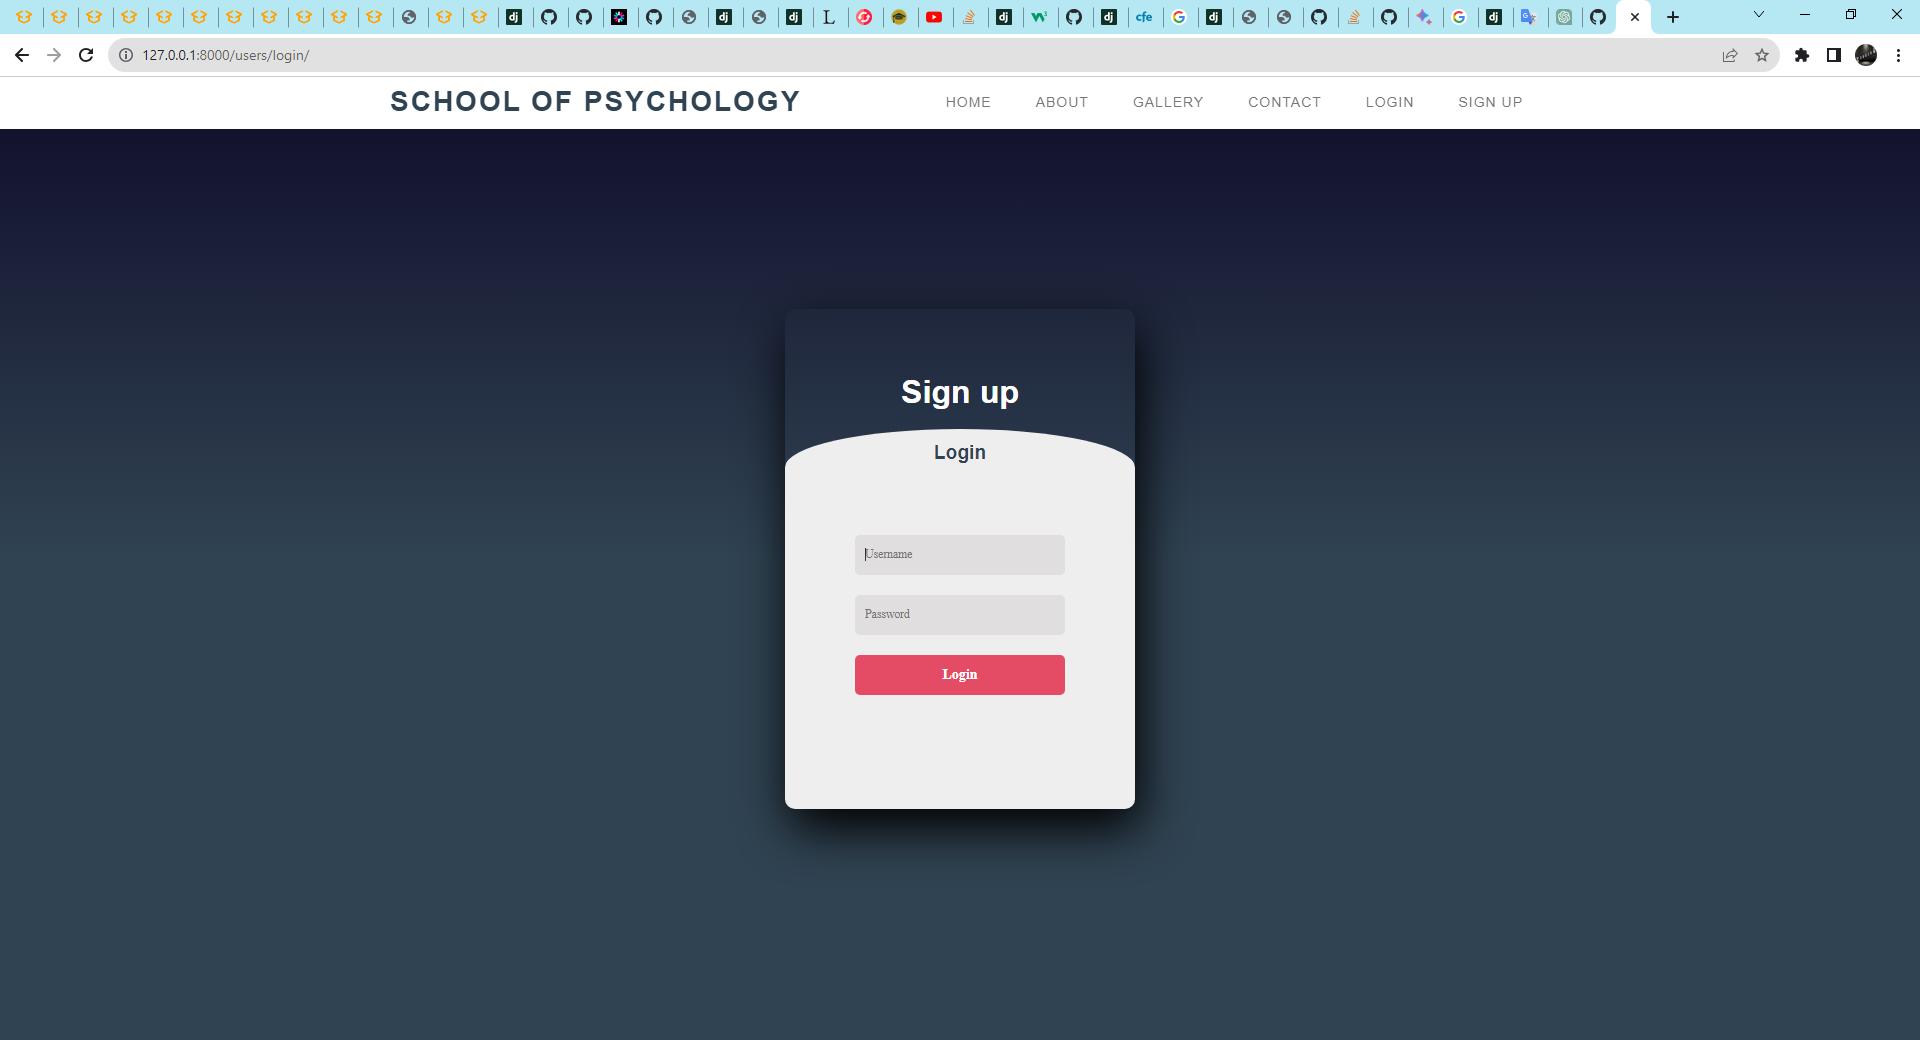 127.0.0.1:8000/users/login/
SCHOOL OF PSYCHOLOGY HOME ABOUT GALLERY CONTACT LOGIN SIGN UP
Sign up
Login
Username
Password
Login